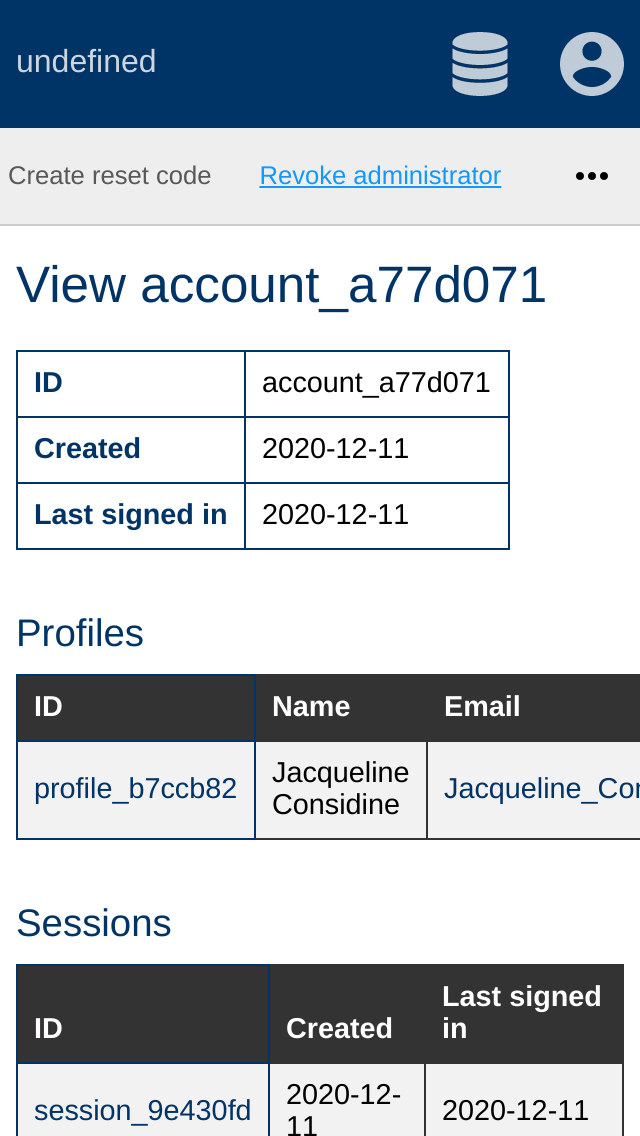 undefined
Create reset code Revoke administrator •••
View account_a77d071
ID account_a77d071
Created 2020-12-11
Last signed in 2020-12-11
Profiles
ID Name Email
profile_b7ccb82 Jacqueline Considine Jacqueline_Con
Sessions
ID Created Last signed in
session_9e430fd 2020-12-11 2020-12-11